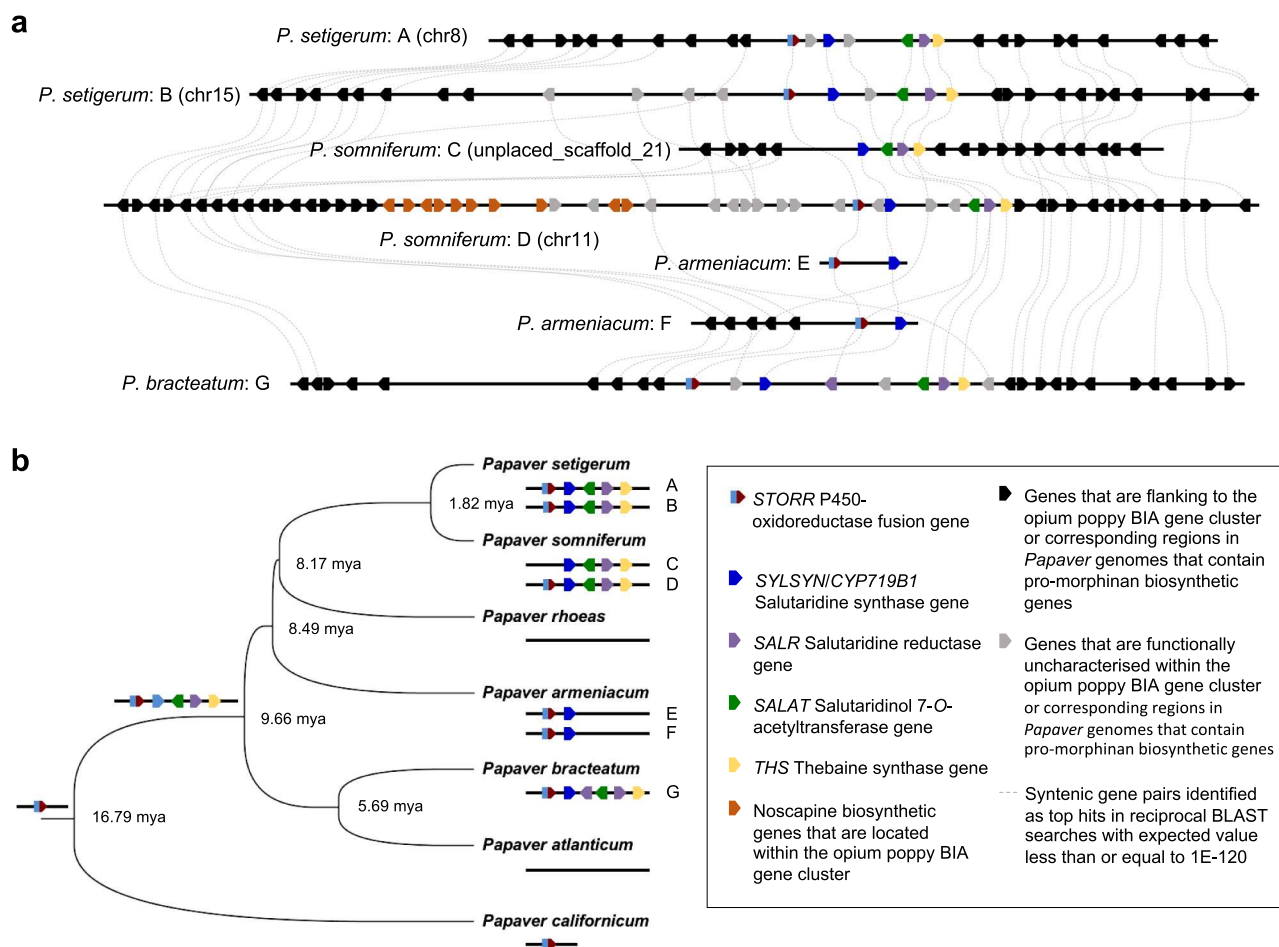 a
P. setigerum: A (chr8)
P. setigerum: B (chr15)
P. somniferum: C (unplaced_scaffold_21)
P. somniferum: D (chr11)
P. armeniacum: E
P. armeniacum: F
P. bracteatum: G
b
Papaver setigerum
A
B
1.82 mya
Papaver somniferum
C
D
8.17 mya
Papaver rhoeas
8.49 mya
Papaver armeniacum
E
F
9.66 mya
Papaver bracteatum
G
5.69 mya
16.79 mya
Papaver atlanticum
Papaver californicum
STORR P450-
oxidoreductase fusion gene
SYLSYN/CYP719B1
Salutaridine synthase gene
SALR Salutaridine reductase
gene
SALAT Salutaridinol 7-O-
acetyltransferase gene
THS Thebaine synthase gene
Noscapine biosynthetic
genes that are located
within the opium poppy BIA
gene cluster
Genes that are flanking to the
opium poppy BIA gene cluster
or corresponding regions in
Papaver genomes that contain
pro-morphinan biosynthetic
genes
Genes that are functionally
uncharacterised within the
opium poppy BIA gene cluster
or corresponding regions in
Papaver genomes that contain
pro-morphinan biosynthetic genes
Syntenic gene pairs identified
as top hits in reciprocal BLAST
searches with expected value
less than or equal to 1E-120